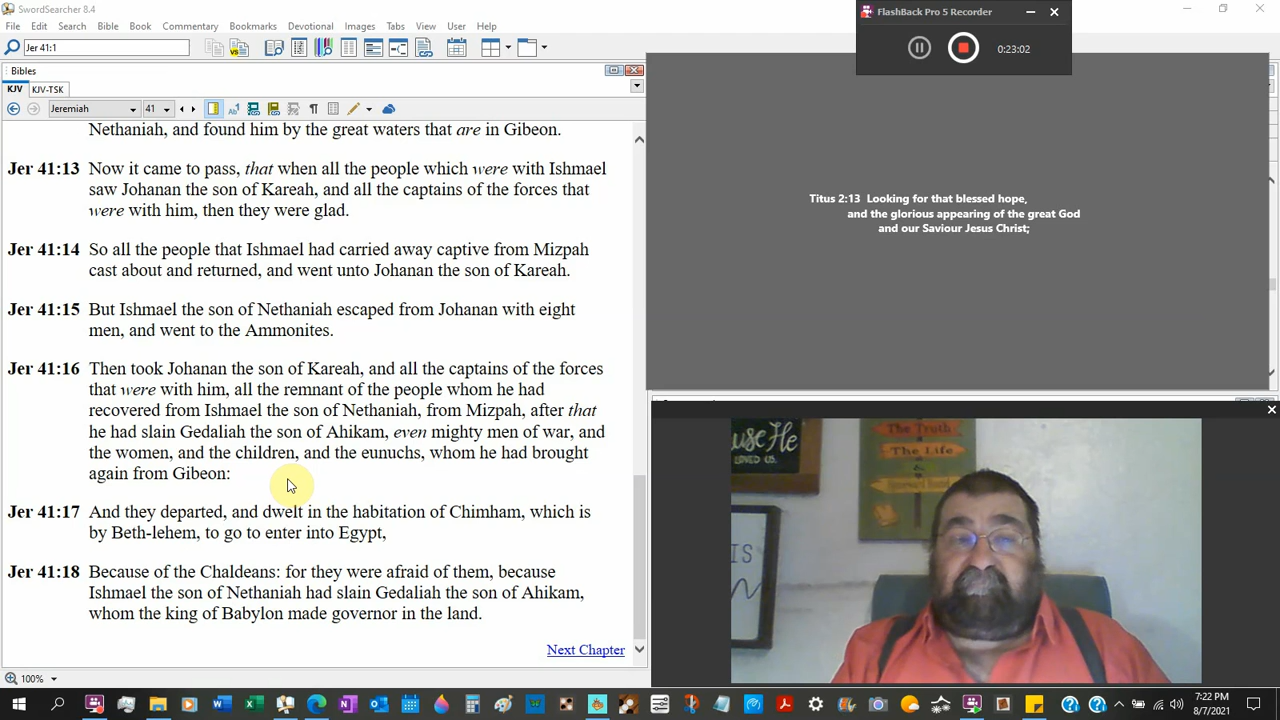 SwordSearcher 8.4
File Edit Search Bible Book Commentary Devotional Images Tabs View User Help
Jer 41:1
Bibles
KJV KJV-TSK
Jeremiah 41
Nethaniah, and found him by the great waters that are in Gibeon.
Jer 41:13 Now it came to pass, that when all the people which were with Ishmael
saw Johanan the son of Kareah, and all the captains of the forces that
were with him, then they were glad.
Jer 41:14 So all the people that Ishmael had carried away captive from Mizpah
cast about and returned, and went unto Johanan the son of Kareah.
Jer 41:15 But Ishmael the son of Nethaniah escaped from Johanan with eight
men, and went to the Ammonites.
Jer 41:16 Then took Johanan the son of Kareah, and all the captains of the forces
that were with him, all the remnant of the people whom he had
recovered from Ishmael the son of Nethaniah, from Mizpah, after that
he had slain Gedaliah the son of Ahikam, even mighty men of war, and
the women, and the children, and the eunuchs, whom he had brought
again from Gibeon:
Jer 41:17 And they departed, and dwelt in the habitation of Chimham, which is
by Beth-lehem, to go to enter into Egypt,
Jer 41:18 Because of the Chaldeans: for they were afraid of them, because
Ishmael the son of Nethaniah had slain Gedaliah the son of Ahikam,
whom the king of Babylon made governor in the land.
Next Chapter
100%
FlashBack Pro 5 Recorder
0:23:02
Titus 2:13 Looking for that blessed hope,
and the glorious appearing of the great God
and our Saviour Jesus Christ;
He
LOVED US.
The Truth
The Life
IS
7:22 PM
8/7/2021